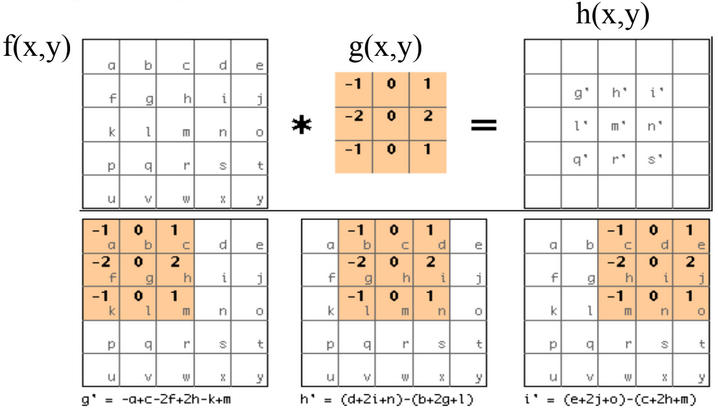 h(x,y)
f(x,y) g(x,y)
a b c d e -1 0 1
f g h i j -2 0 2 g' h' i'
k l m n o * -1 0 1 = l' m' n'
p q r s t q' r' s'
u v w x y
-1 0 1 -1 0 1 -1 0 1
a b c d e a b c d e a b c d e
-2 0 2 -2 0 2 -2 0 2
f g h i j f g h i j f g h i j
-1 0 1 -1 0 1 -1 0 1
k l m n o k l m n o k l m n o
p q r s t p q r s t p q r s t
u v w x y u v w x y u v w x y
g' = -a+c-2f+2h-k+m h' = (d+2i+n)-(b+2g+l) i' = (e+2j+o)-(c+2h+m)